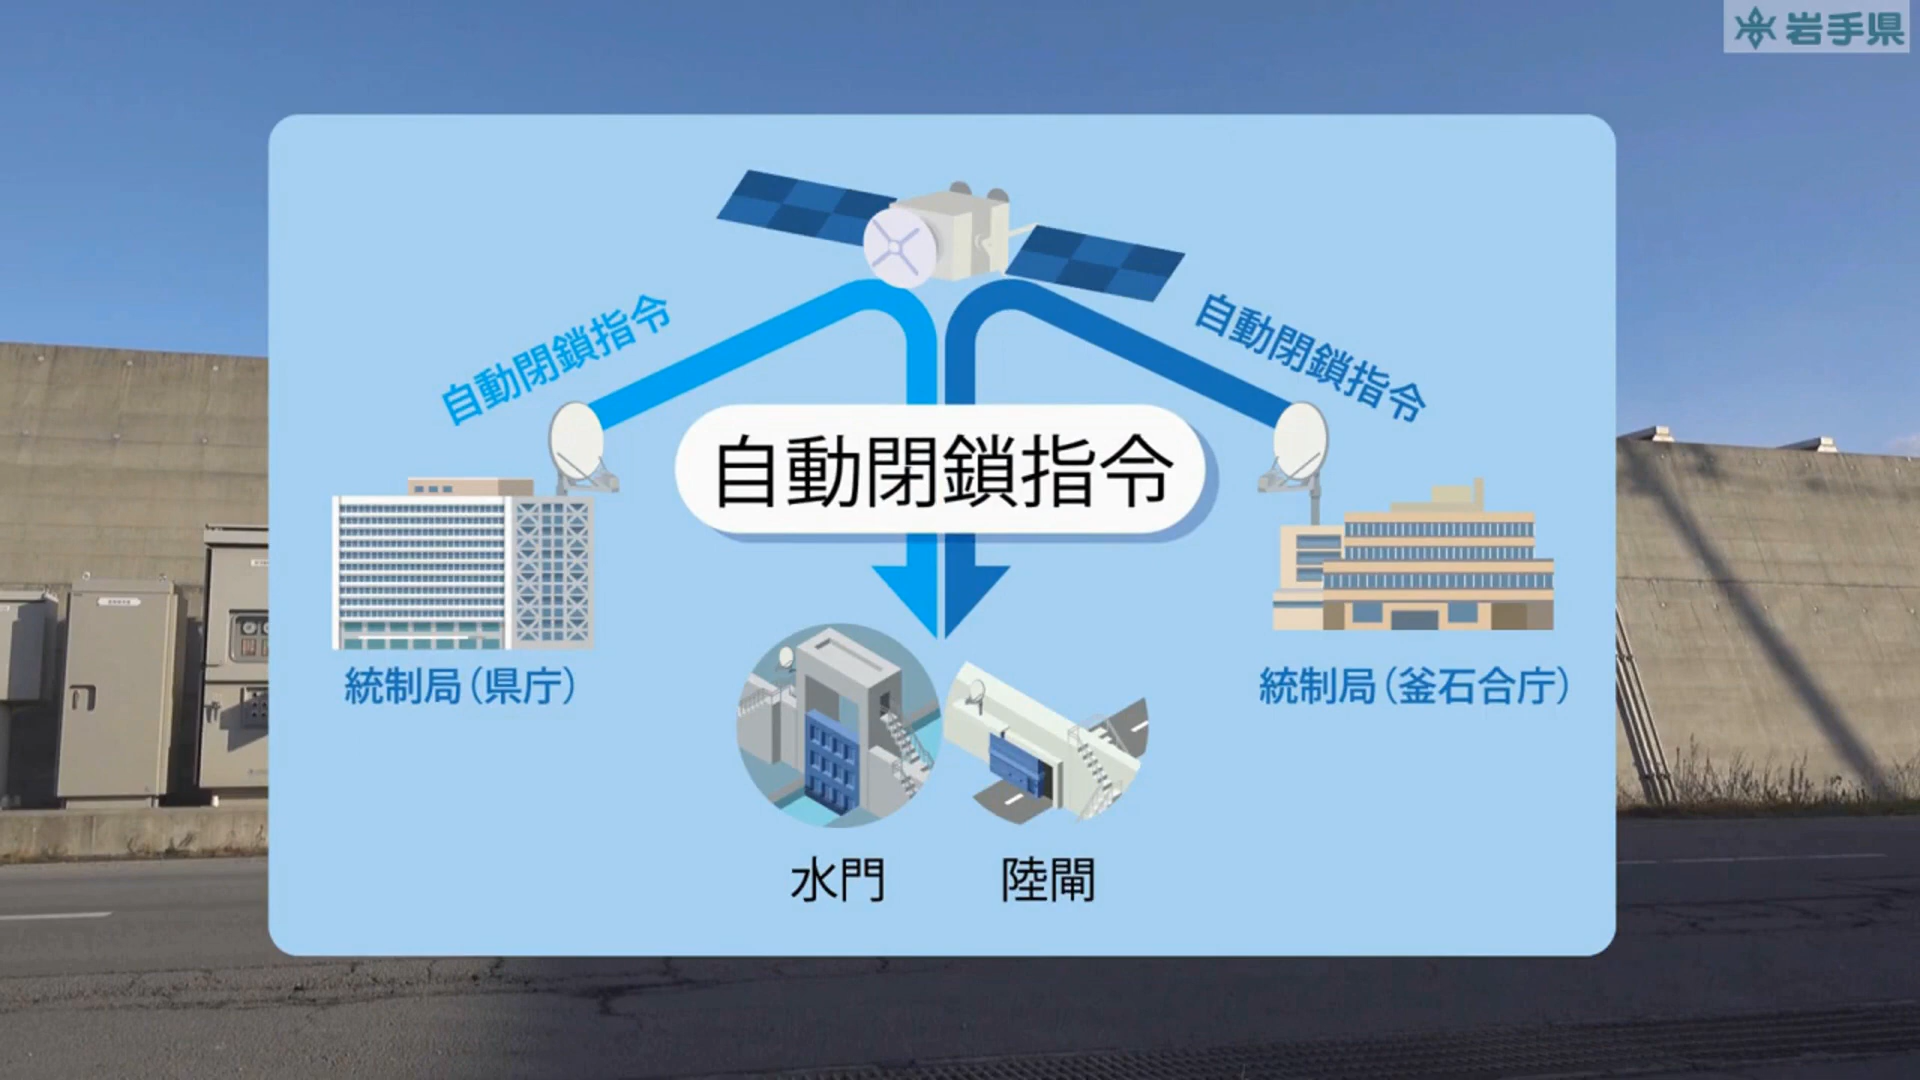 岩手県
自動閉鎖指令
自動閉鎖指令
自動閉鎖指令
統制局（県庁）
統制局（釜石合庁）
水門
陸閘